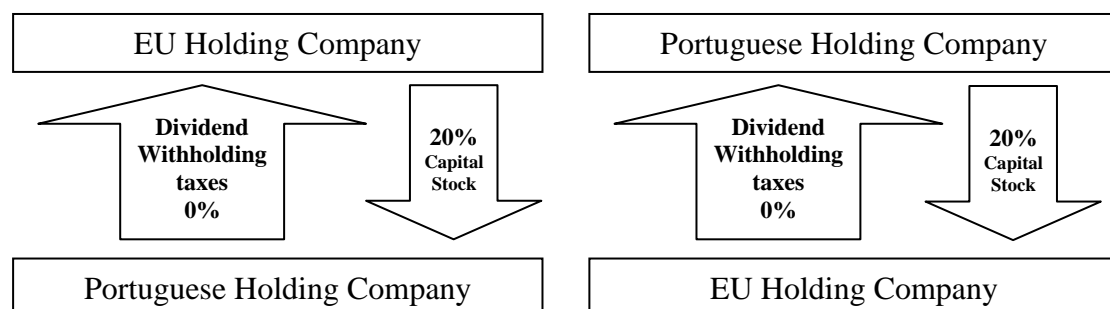 EU Holding Company
Dividend
Withholding
taxes
0%
20%
Capital
Stock
Portuguese Holding Company
Portuguese Holding Company
Dividend
Withholding
taxes
0%
20%
Capital
Stock
EU Holding Company